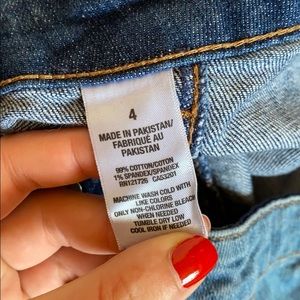 4
MADE IN PAKISTAN/
FABRIQUÉ AU
PAKISTAN
99% COTTON/COTON
1% SPANDEX/SPANDEX
RN121726 CA53201
MACHINE WASH COLD WITH
LIKE COLORS
ONLY NON-CHLORINE BLEACH
WHEN NEEDED
TUMBLE DRY LOW
COOL IRON IF NEEDED